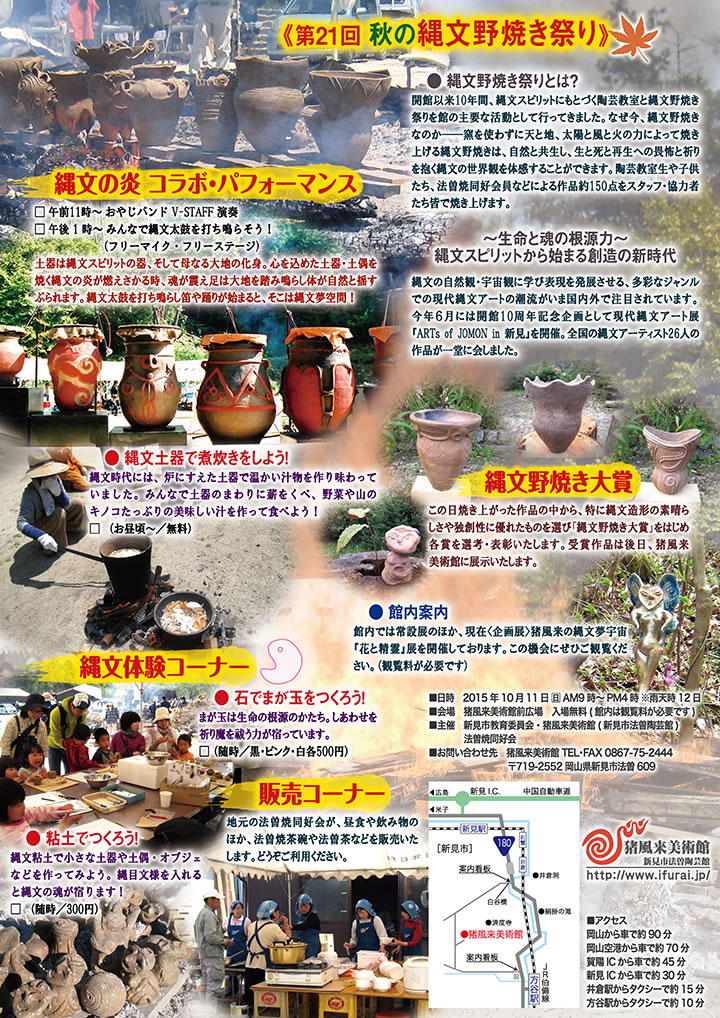 《第21回 秋の縄文野焼き祭り》
● 縄文野焼き祭りとは?
開館以来10年間、縄文スピリットにもとづく陶芸教室と縄文野焼き
祭りを館の主要な活動として行ってきました。なぜ今、縄文野焼き
なのか――窯を使わずに天と地、太陽と風と火の力によって焼き
上げる縄文野焼きは、自然と共生し、生と死と再生への畏怖と祈り
を抱く縄文の世界観を体感することができます。陶芸教室生や子供
たち、法曽焼同好会員などによる作品約150点をスタッフ・協力者
たち皆で焼き上げます。
縄文の炎 コラボ・パフォーマンス
□ 午前11時~ おやじバンド V-STAFF 演奏
□ 午後1時~ みんなで縄文太鼓を打ち鳴らそう!
(フリーマイク・フリーステージ)
土器は縄文スピリットの器、そして母なる大地の化身。心を込めた土器・土偶を
焼く縄文の炎が燃えさかる時、魂が震え足は大地を踏み鳴らし体が自然と揺す
ぶられます。縄文太鼓を打ち鳴らし笛や踊りが始まると、そこは縄文夢空間!
~生命と魂の根源力~
縄文スピリットから始まる創造の新時代
縄文の自然観・宇宙観に学び表現を発展させる、多彩なジャンル
での現代縄文アートの潮流がいま国内外で注目されています。
今年6月には開館10周年記念企画として現代縄文アート展
『ARTs of JOMON in 新見』を開催。全国の縄文アーティスト26人の
作品が一堂に会しました。
● 縄文土器で煮炊きをしよう!
縄文時代には、炉にすえた土器で温かい汁物を作り味わって
いました。みんなで土器のまわりに薪をくべ、野菜や山の
キノコたっぷりの美味しい汁を作って食べよう!
□ (お昼頃~/無料)
縄文野焼き大賞
この日焼き上がった作品の中から、特に縄文造形の素晴ら
しさや独創性に優れたものを選び「縄文野焼き大賞」をはじめ
各賞を選考・表彰いたします。受賞作品は後日、猪風来
美術館に展示いたします。
● 館内案内
館内では常設展のほか、現在〈企画展〉猪風来の縄文夢宇宙
「花と精霊」展を開催しております。この機会にぜひご観覧くだ
さい。(観覧料が必要です)
縄文体験コーナー
● 石でまが玉をつくろう!
まが玉は生命の根源のかたち。しあわせを
祈り魔を祓う力が宿っています。
□ (随時/黒・ピンク・白各500円)
■日時 2015年10月11日 日 AM9時~PM4時 ※雨天時12日
■会場 猪風来美術館前広場 入場無料(館内は観覧料が必要です)
■主催 新見市教育委員会・猪風来美術館(新見市法曽陶芸館)
法曽焼同好会
■お問い合わせ先 猪風来美術館 TEL・FAX 0867-75-2444
〒719-2552 岡山県新見市法曽609
販売コーナー
地元の法曽焼同好会が、昼食や飲み物の
ほか、法曽焼茶碗や法曽茶などを販売いた
します。どうぞご利用ください。
● 粘土でつくろう!
縄文粘土で小さな土器や土偶・オブジェ
などを作ってみよう。縄目文様を入れる
と縄文の魂が宿ります!
□ (随時/300円)
◀広島
新見I.C.
中国自動車道
◀米子
新見駅
[新見市]
180
井倉駅
案内看板
●井倉洞
白谷橋
●絹掛の滝
●済度寺
●猪風来美術館
案内看板
JR伯備線
方谷駅
猪風来美術館
新見市法曽陶芸館
http://www.ifurai.jp/
■アクセス
岡山から車で約90分
岡山空港から車で約70分
賀陽ICから車で約45分
新見ICから車で約30分
井倉駅からタクシーで約15分
方谷駅からタクシーで約10分